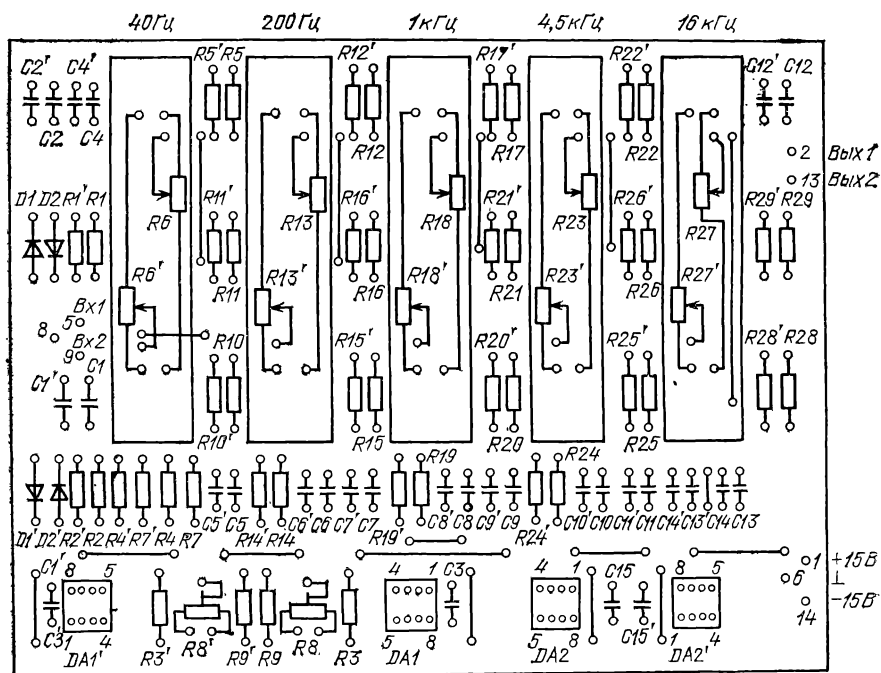 40Гц 200Гц 1кГц 4,5кГц 16 кГц
C2' C4' R5' R5 R12' R17' R22' C12' C12
C2 C4 R12 R17 R22
2 Вых1
13 Вых2
D1 D2 R1' R1 R6 R11' R13 R16' R18 R21' R23 R26' R27 R29' R29
R6' R11 R13' R16 R18' R21 R23' R26 R27'
Вх1
5
8
Вх2
9 C1
R10 R15' R20' R25' R28' R28
C1'
R10' R15 R20 R25
R19 R24
D1' D2' R2' R2 R4' R7' R4 R7 C5' C5 R14' R14 C6' C6 C7' C7 R19' C8' C8 C9' C9 R24' C10' C10 C11' C11 C14' C13' C14 C13
C1' 8 5 4 1 C3 4 1 C15 8 5
1 +15В
6 ⊥
14 -15В
C3' 1 4 5 8 5 8 C15' 1 4
DA1' R3' R8' R9' R9 R8 R3 DA1 DA2 DA2'